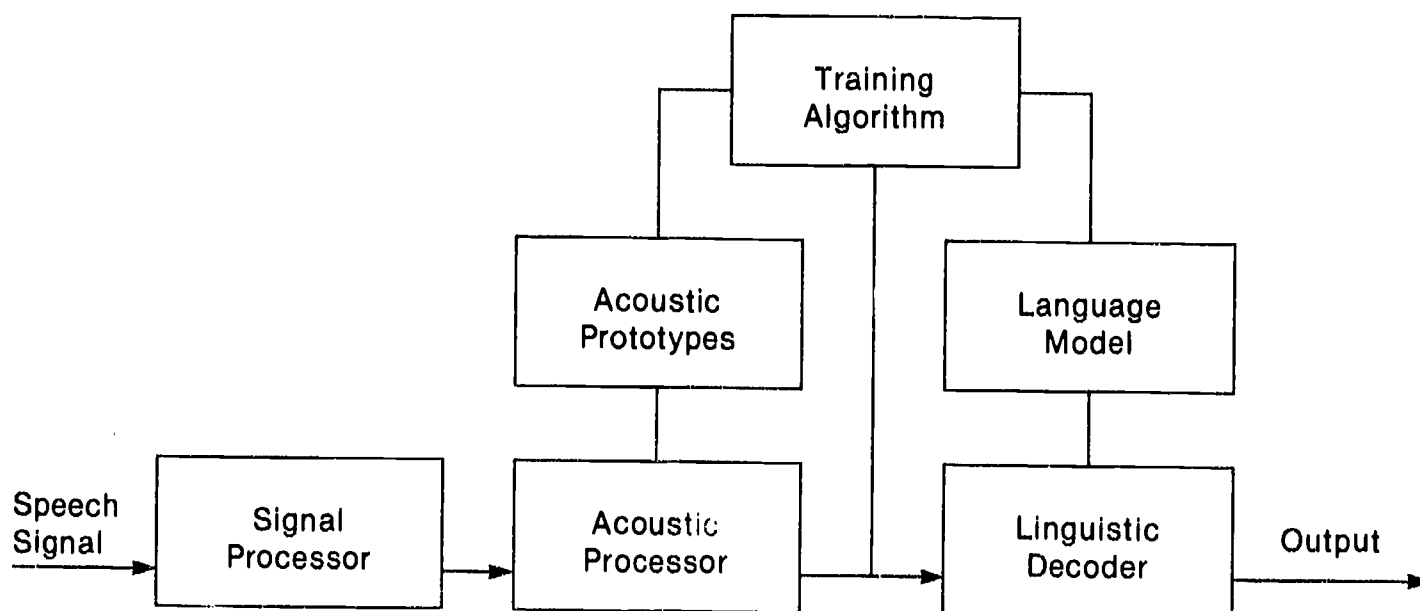 Training
Algorithm
Acoustic
Prototypes
Language
Model
Speech
Signal
Signal
Processor
Acoustic
Processor
Linguistic
Decoder
Output